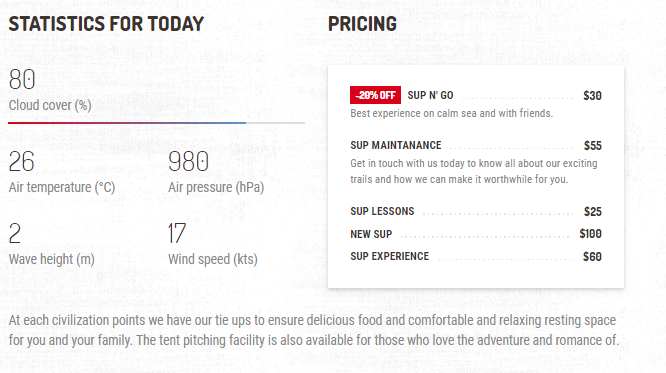 STATISTICS FOR TODAY
80
Cloud cover (%)
26
Air temperature (°C)
980
Air pressure (hPa)
2
Wave height (m)
17
Wind speed (kts)
PRICING
-20% OFF SUP N' GO $30
Best experience on calm sea and with friends.
SUP MAINTANANCE $55
Get in touch with us today to know all about our exciting
trails and how we can make it worthwhile for you.
SUP LESSONS $25
NEW SUP $100
SUP EXPERIENCE $60
At each civilization points we have our tie ups to ensure delicious food and comfortable and relaxing resting space
for you and your family. The tent pitching facility is also available for those who love the adventure and romance of.